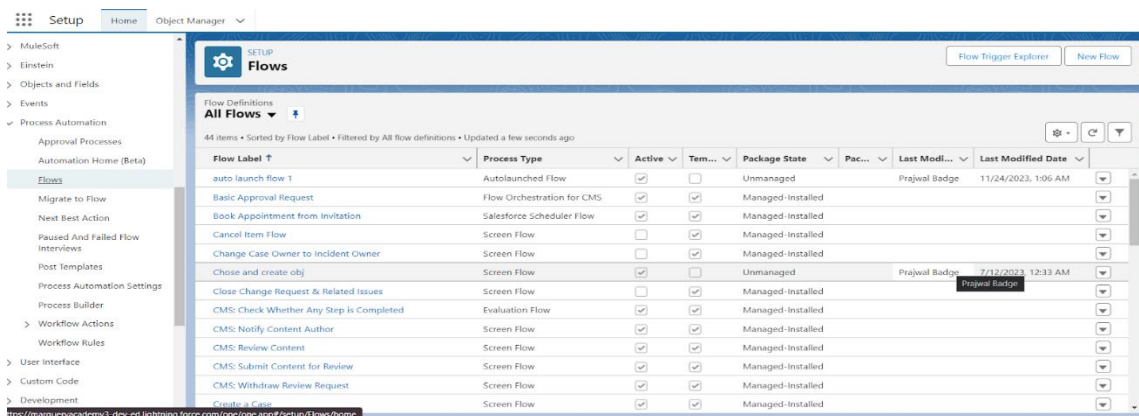 Setup Home Object Manager
MuleSoft
Einstein
Objects and Fields
Events
Process Automation
Approval Processes
Automation Home (Beta)
Flows
Migrate to Flow
Next Best Action
Paused And Failed Flow
Interviews
Post Templates
Process Automation Settings
Process Builder
Workflow Actions
Workflow Rules
User Interface
Custom Code
Development
SETUP
Flows
Flow Trigger Explorer New Flow
Flow Definitions
All Flows
44 items • Sorted by Flow Label • Filtered by All flow definitions • Updated a few seconds ago
Flow Label ↑ Process Type Active Tem... Package State Pac... Last Modi... Last Modified Date
auto launch flow 1 Autolaunched Flow Unmanaged Prajwal Badge 11/24/2023, 1:06 AM
Basic Approval Request Flow Orchestration for CMS Managed-Installed
Book Appointment from Invitation Salesforce Scheduler Flow Managed-Installed
Cancel Item Flow Screen Flow Managed-Installed
Change Case Owner to Incident Owner Screen Flow Managed-Installed
Chose and create obj Screen Flow Unmanaged Prajwal Badge 7/12/2023, 12:33 AM
Prajwal Badge
Close Change Request & Related Issues Screen Flow Managed-Installed
CMS: Check Whether Any Step is Completed Evaluation Flow Managed-Installed
CMS: Notify Content Author Screen Flow Managed-Installed
CMS: Review Content Screen Flow Managed-Installed
CMS: Submit Content for Review Screen Flow Managed-Installed
CMS: Withdraw Review Request Screen Flow Managed-Installed
Create a Case Screen Flow Managed-Installed